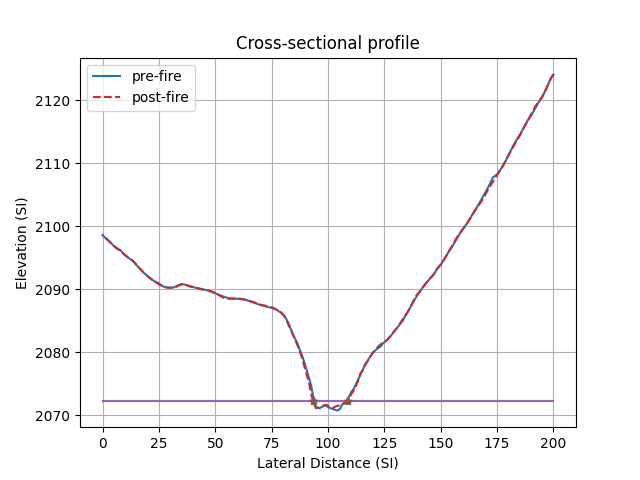 Cross-sectional profile
pre-fire
post-fire
2120
2110
2100
2090
2080
2070
Elevation (SI)
0 25 50 75 100 125 150 175 200
Lateral Distance (SI)